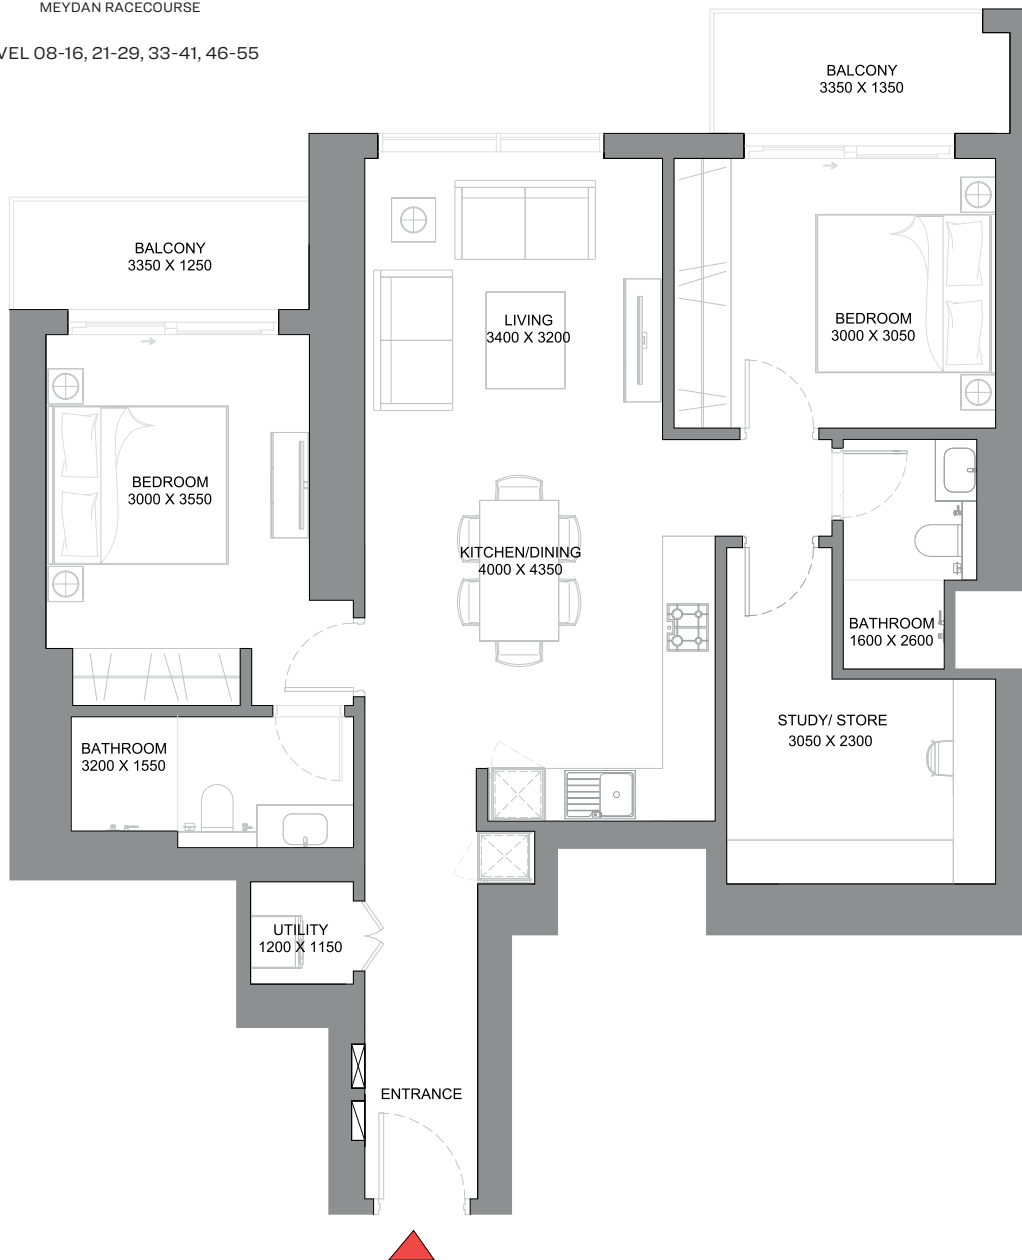 MEYDAN RACECOURSE
VEL 08-16, 21-29, 33-41, 46-55
BALCONY
3350 X 1350
BALCONY
3350 X 1250
LIVING
3400 X 3200
BEDROOM
3000 X 3050
BEDROOM
3000 X 3550
KITCHEN/DINING
4000 X 4350
BATHROOM
1600 X 2600
STUDY/ STORE
3050 X 2300
BATHROOM
3200 X 1550
UTILITY
1200 X 1150
ENTRANCE